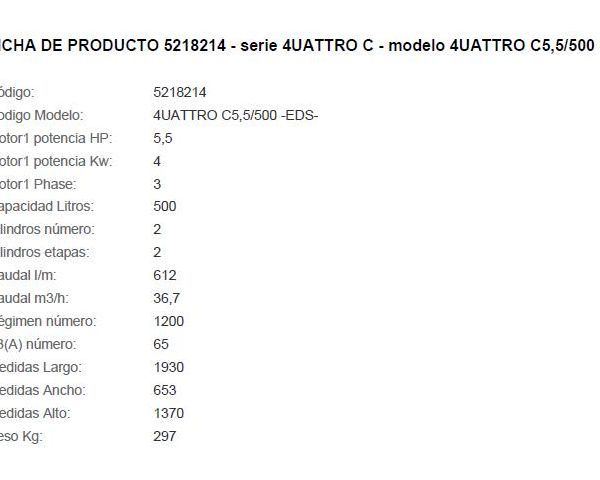 ICHA DE PRODUCTO 5218214 - serie 4UATTRO C - modelo 4UATTRO C5,5/500
ódigo: 5218214
odigo Modelo: 4UATTRO C5,5/500 -EDS-
otor1 potencia HP: 5,5
otor1 potencia Kw: 4
otor1 Phase: 3
apacidad Litros: 500
ilindros número: 2
ilindros etapas: 2
audal l/m: 612
audal m3/h: 36,7
égimen número: 1200
B(A) número: 65
edidas Largo: 1930
edidas Ancho: 653
edidas Alto: 1370
eso Kg: 297